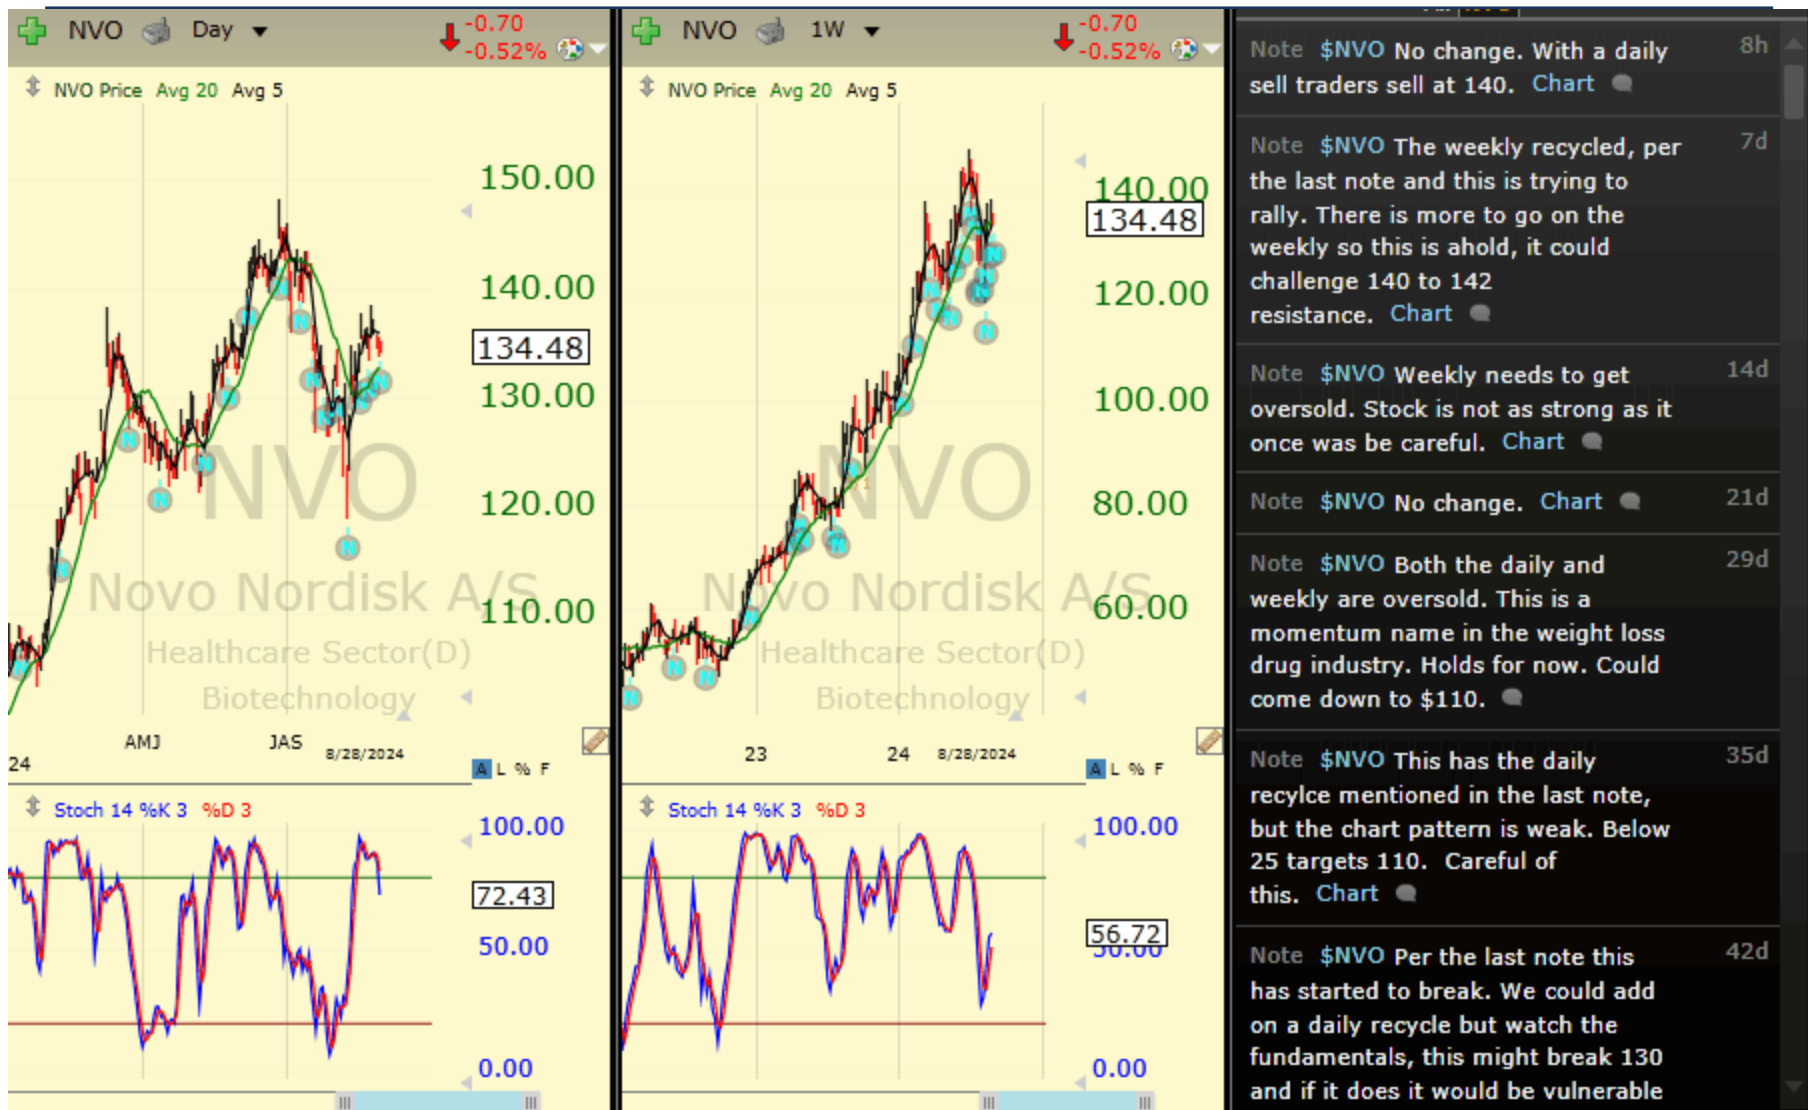 NVO Day
-0.70
-0.52%
NVO Price Avg 20 Avg 5
150.00
140.00
134.48
130.00
120.00
110.00
NVO
Novo Nordisk A/S
Healthcare Sector(D)
Biotechnology
24 AMJ JAS 8/28/2024
A L % F
Stoch 14 %K 3 %D 3
100.00
72.43
50.00
0.00
NVO 1W
-0.70
-0.52%
NVO Price Avg 20 Avg 5
140.00
134.48
120.00
100.00
80.00
60.00
NVO
Novo Nordisk A/S
Healthcare Sector(D)
Biotechnology
23 24 8/28/2024
A L % F
Stoch 14 %K 3 %D 3
100.00
56.72
50.00
0.00
Note $NVO No change. With a daily 8h
sell traders sell at 140. Chart
Note $NVO The weekly recycled, per 7d
the last note and this is trying to
rally. There is more to go on the
weekly so this is ahold, it could
challenge 140 to 142
resistance. Chart
Note $NVO Weekly needs to get 14d
oversold. Stock is not as strong as it
once was be careful. Chart
Note $NVO No change. Chart 21d
Note $NVO Both the daily and 29d
weekly are oversold. This is a
momentum name in the weight loss
drug industry. Holds for now. Could
come down to $110.
Note $NVO This has the daily 35d
recylce mentioned in the last note,
but the chart pattern is weak. Below
25 targets 110. Careful of
this. Chart
Note $NVO Per the last note this 42d
has started to break. We could add
on a daily recycle but watch the
fundamentals, this might break 130
and if it does it would be vulnerable